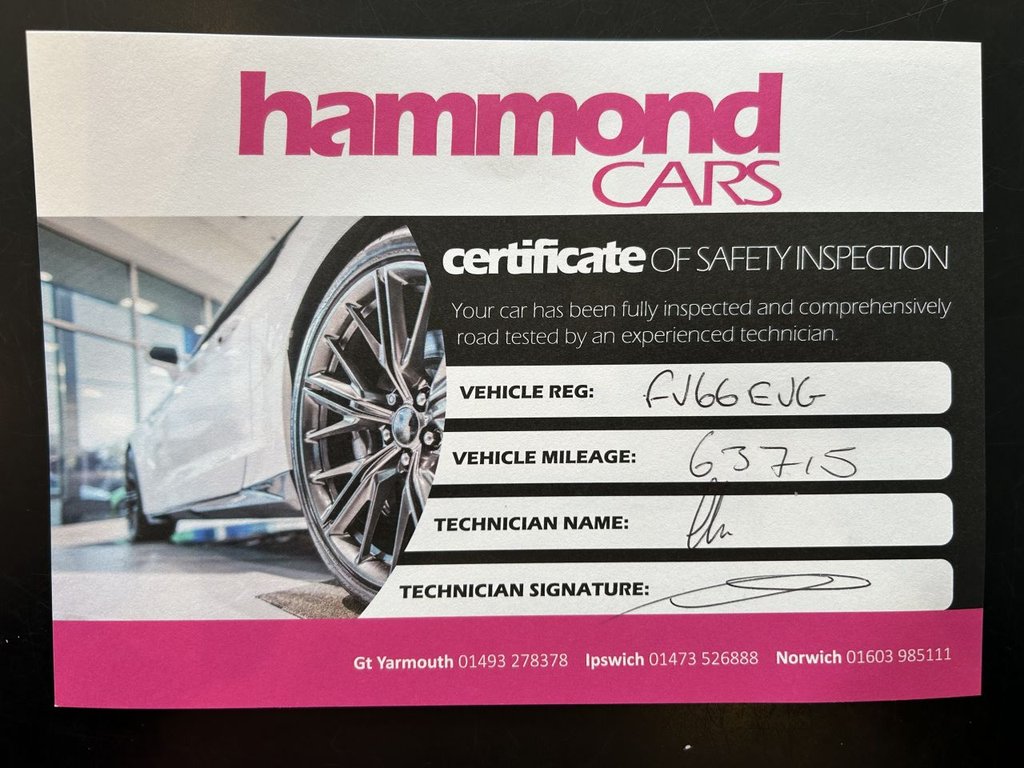 hammond
CARS
certificate OF SAFETY INSPECTION
Your car has been fully inspected and comprehensively
road tested by an experienced technician.
VEHICLE REG: FJ66 EJG
VEHICLE MILEAGE: 63715
TECHNICIAN NAME:
TECHNICIAN SIGNATURE:
Gt Yarmouth 01493 278378 Ipswich 01473 526888 Norwich 01603 985111